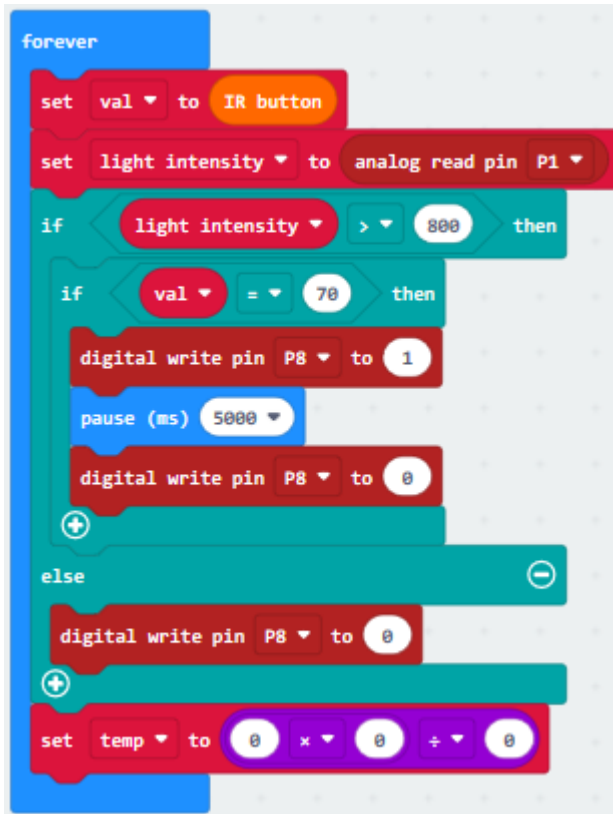 forever
set val to IR button
set light intensity to analog read pin P1
if light intensity > 800 then
if val = 70 then
digital write pin P8 to 1
pause (ms) 5000
digital write pin P8 to 0
else
digital write pin P8 to 0
set temp to 0 × 0 ÷ 0